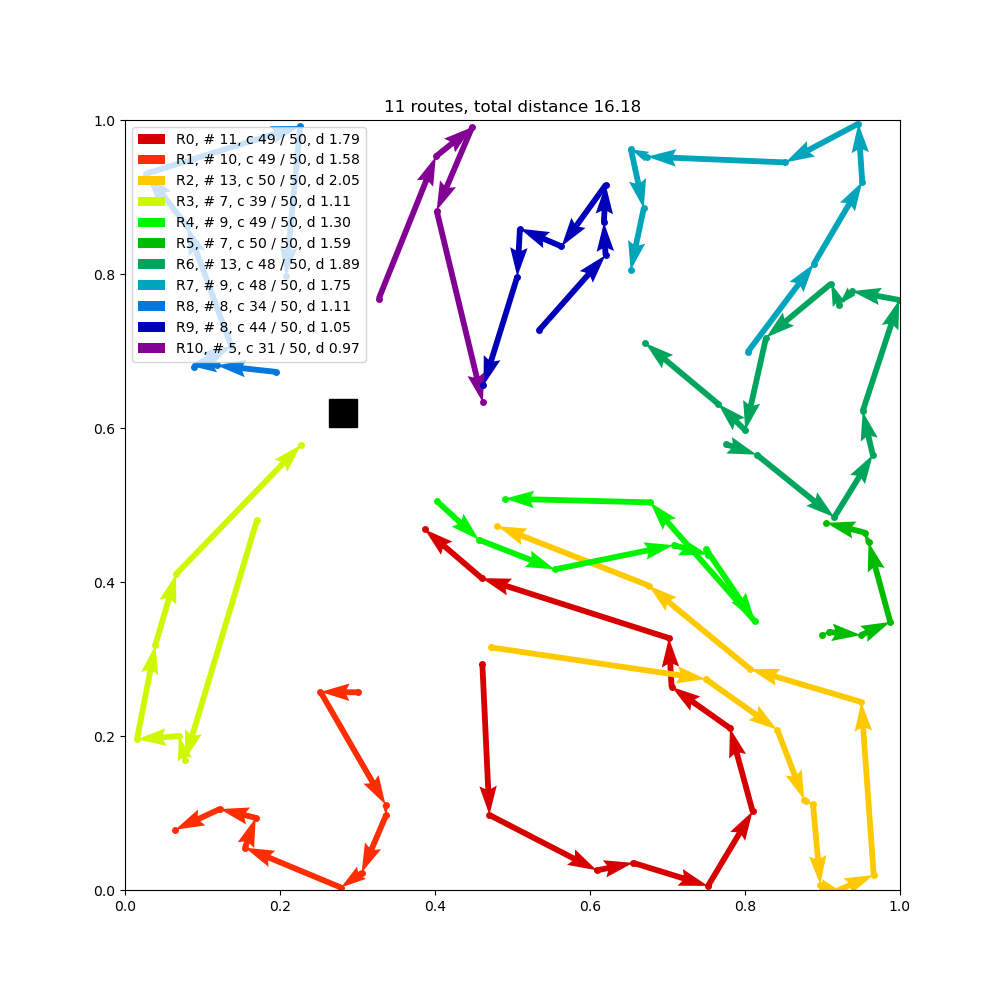 11 routes, total distance 16.18
1.0
R0, # 11, c 49 / 50, d 1.79
R1, # 10, c 49 / 50, d 1.58
R2, # 13, c 50 / 50, d 2.05
R3, # 7, c 39 / 50, d 1.11
R4, # 9, c 49 / 50, d 1.30
R5, # 7, c 50 / 50, d 1.59
R6, # 13, c 48 / 50, d 1.89
R7, # 9, c 48 / 50, d 1.75
R8, # 8, c 34 / 50, d 1.11
R9, # 8, c 44 / 50, d 1.05
R10, # 5, c 31 / 50, d 0.97
0.8
0.6
0.4
0.2
0.0
0.0 0.2 0.4 0.6 0.8 1.0